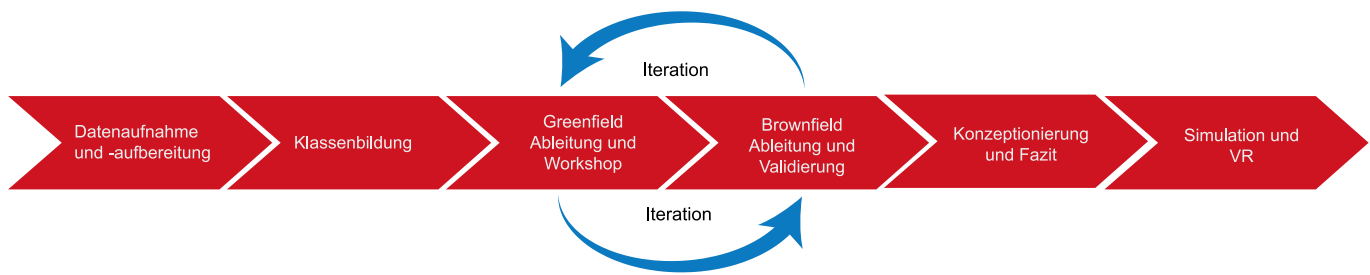 Iteration
Datenaufnahme
und -aufbereitung
Klassenbildung
Greenfield
Ableitung und
Workshop
Brownfield
Ableitung und
Validierung
Konzeptionierung
und Fazit
Simulation und
VR
Iteration